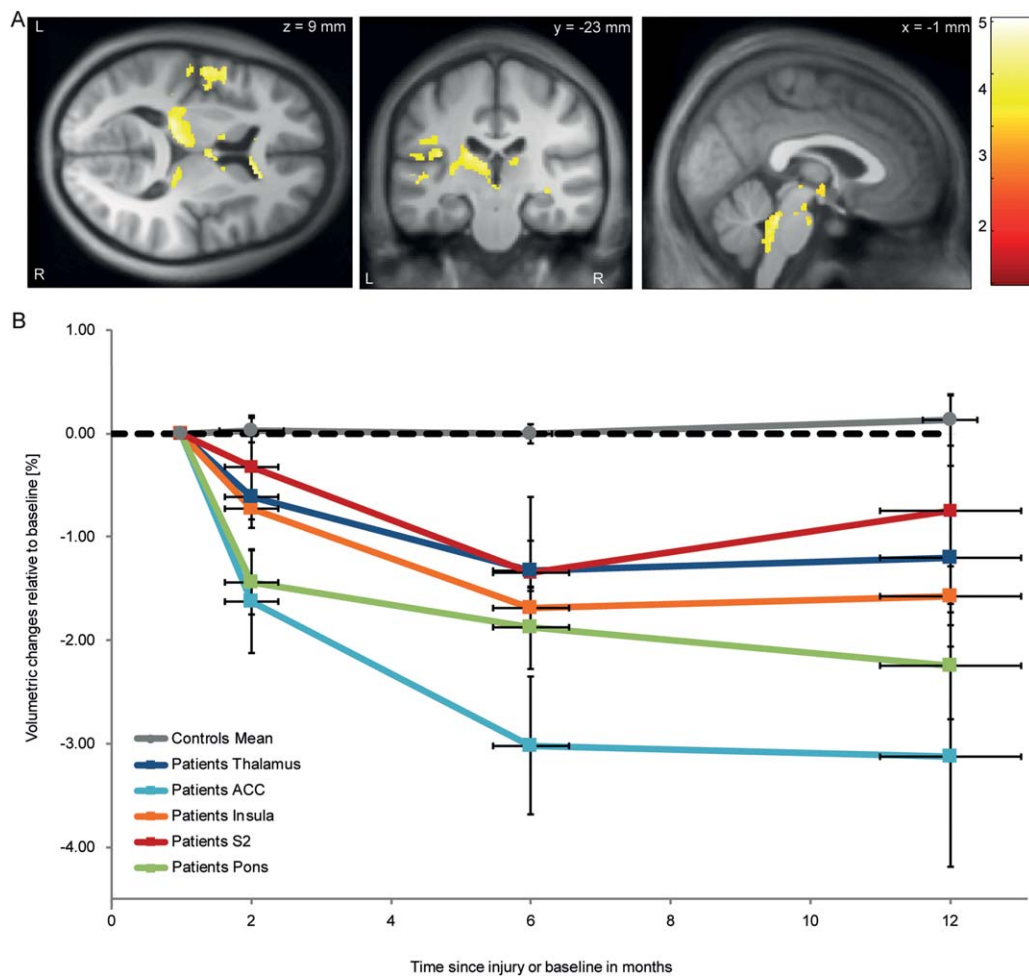 A
L
z = 9 mm
R
y = -23 mm
L
R
x = -1 mm
5
4
3
2
B
1.00
0.00
-1.00
-2.00
-3.00
-4.00
Volumetric changes relative to baseline [%]
Controls Mean
Patients Thalamus
Patients ACC
Patients Insula
Patients S2
Patients Pons
0 2 4 6 8 10 12
Time since injury or baseline in months